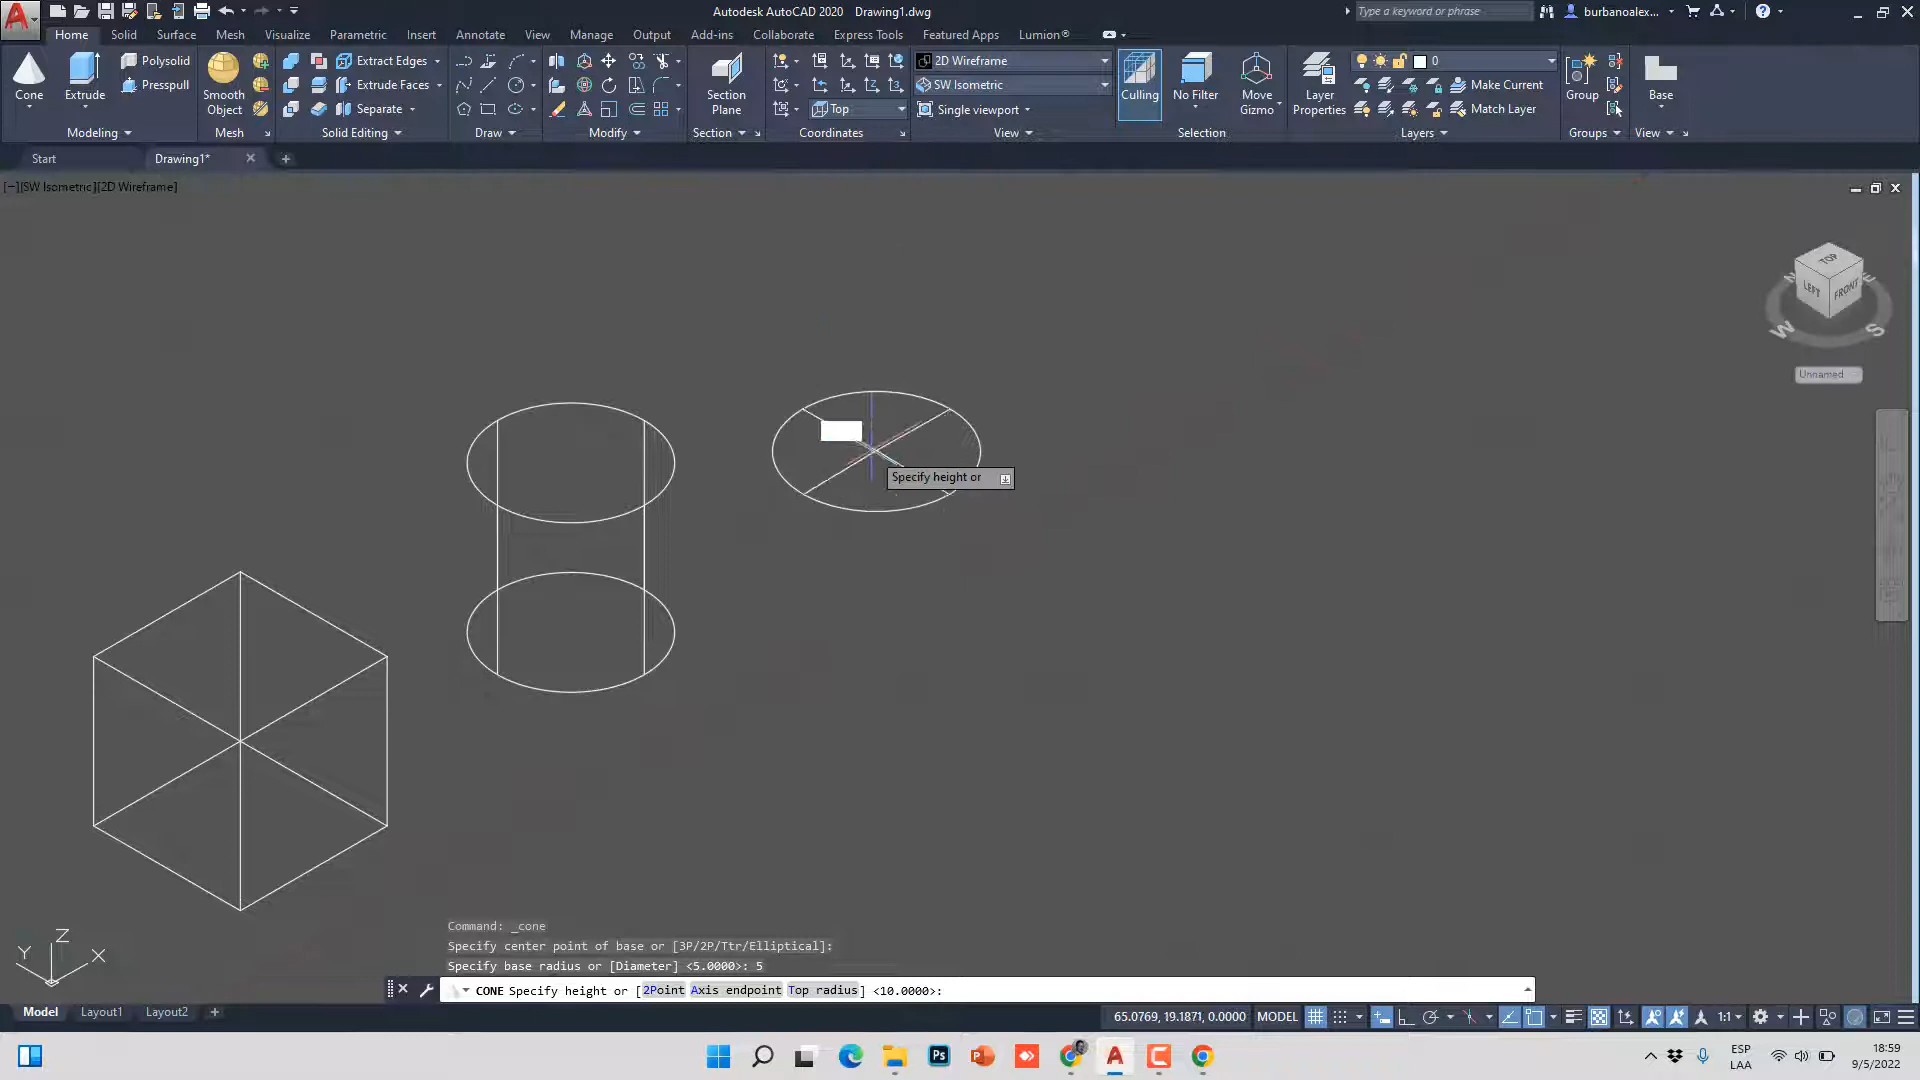 Autodesk AutoCAD 2020 Drawing1.dwg
Type a keyword or phrase
burbanoalex...
Home Solid Surface Mesh Visualize Parametric Insert Annotate View Manage Output Add-ins Collaborate Express Tools Featured Apps Lumion®
Cone
Extrude
Polysolid
Presspull
Smooth Object
Extract Edges
Extrude Faces
Separate
Section Plane
Top
2D Wireframe
SW Isometric
Single viewport
Culling
No Filter
Move Gizmo
Layer Properties
0
Make Current
Match Layer
Group
Base
Modeling
Mesh
Solid Editing
Draw
Modify
Section
Coordinates
View
Selection
Layers
Groups
View
Start
Drawing1*
[−][SW Isometric][2D Wireframe]
TOP
LEFT
FRONT
N
E
W
S
Unnamed
Specify height or
Z
Y
X
Command: _cone
Specify center point of base or [3P/2P/Ttr/Elliptical]:
Specify base radius or [Diameter] <5.0000>: 5
CONE Specify height or [2Point Axis endpoint Top radius] <10.0000>:
Model Layout1 Layout2
65.0769, 19.1871, 0.0000 MODEL
1:1
ESP
LAA
18:59
9/5/2022